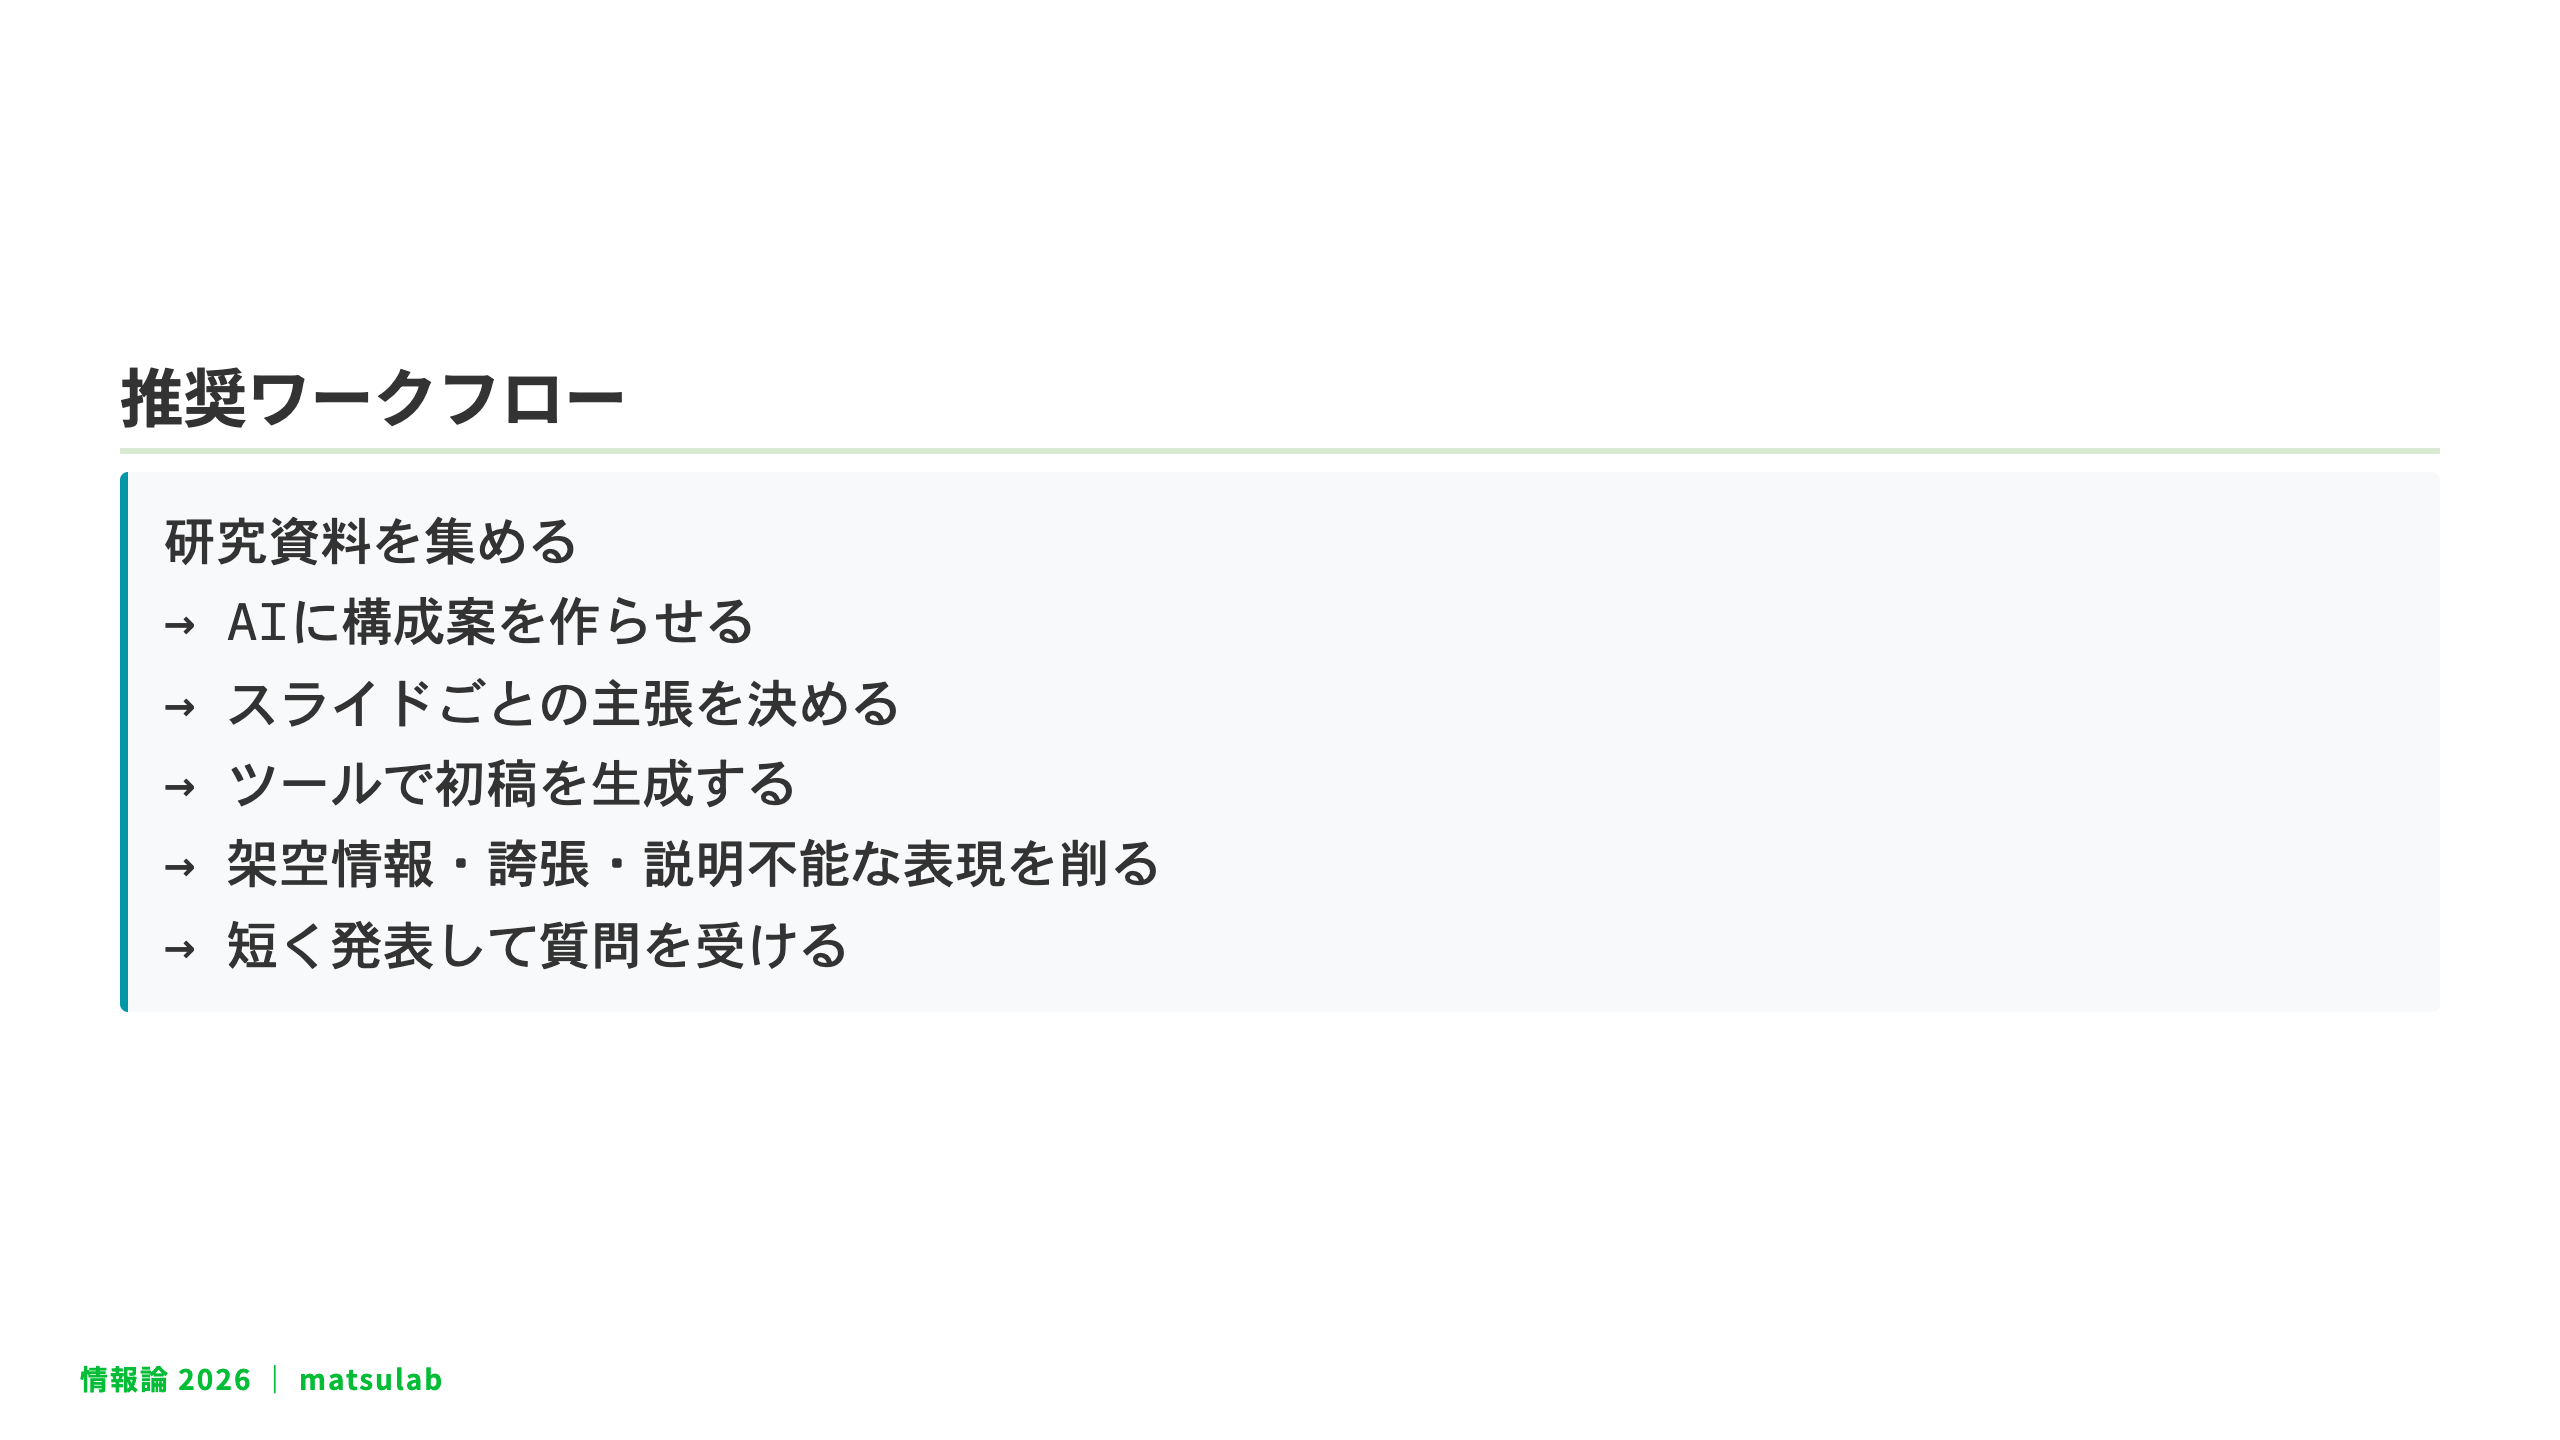 推奨ワークフロー
研究資料を集める
→ AIに構成案を作らせる
→ スライドごとの主張を決める
→ ツールで初稿を生成する
→ 架空情報・誇張・説明不能な表現を削る
→ 短く発表して質問を受ける
情報論 2026 ｜ matsulab